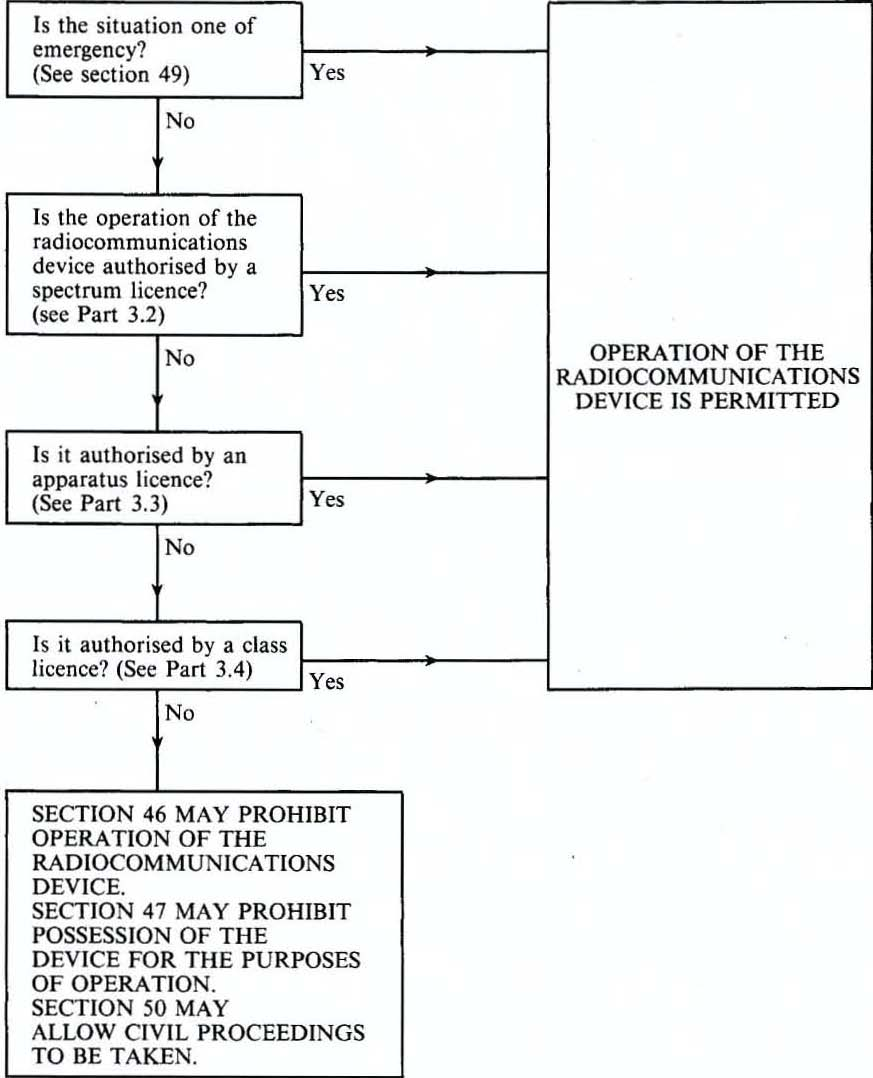 Is the situation one of
emergency?
(See section 49)
Yes
No
Is the operation of the
radiocommunications
device authorised by a
spectrum licence?
(see Part 3.2)
Yes
No
OPERATION OF THE
RADIOCOMMUNICATIONS
DEVICE IS PERMITTED
Is it authorised by an
apparatus licence?
(See Part 3.3)
Yes
No
Is it authorised by a class
licence? (See Part 3.4)
Yes
No
SECTION 46 MAY PROHIBIT
OPERATION OF THE
RADIOCOMMUNICATIONS
DEVICE.
SECTION 47 MAY PROHIBIT
POSSESSION OF THE
DEVICE FOR THE PURPOSES
OF OPERATION.
SECTION 50 MAY
ALLOW CIVIL PROCEEDINGS
TO BE TAKEN.